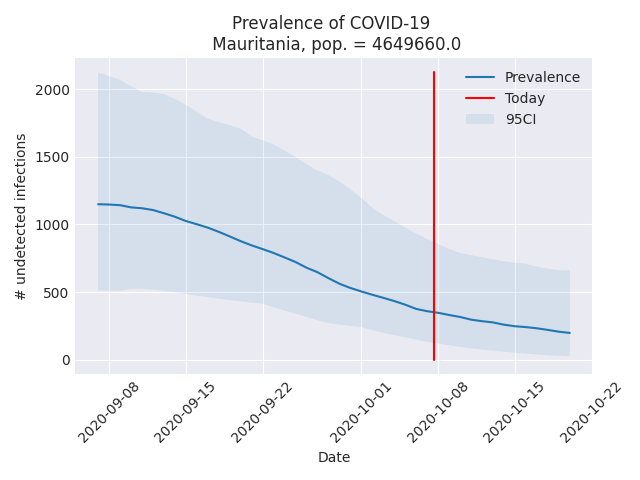 Prevalence of COVID-19
Mauritania, pop. = 4649660.0
Prevalence
Today
95CI
# undetected infections
2000
1500
1000
500
0
2020-09-08
2020-09-15
2020-09-22
2020-10-01
2020-10-08
2020-10-15
2020-10-22
Date